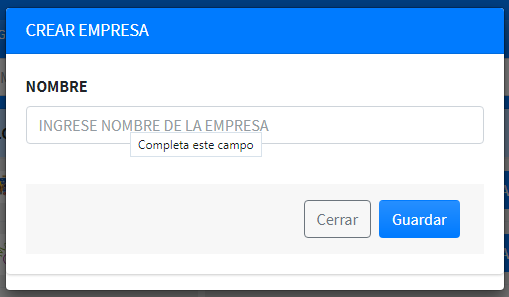 CREAR EMPRESA
NOMBRE
INGRESE NOMBRE DE LA EMPRESA
Completa este campo
Cerrar
Guardar